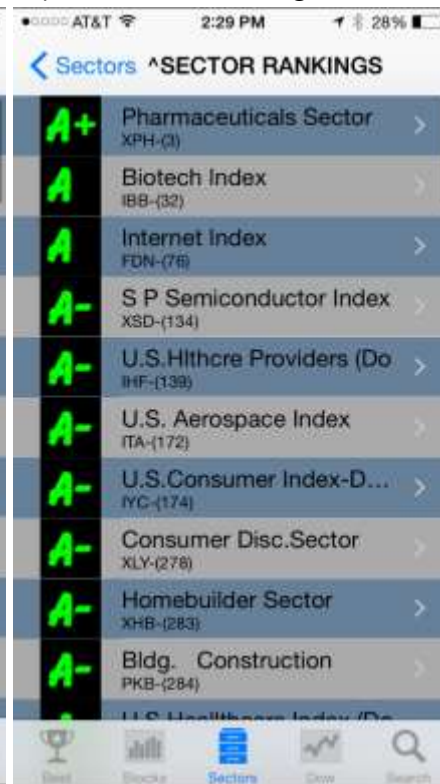 AT&T 2:29 PM 28%
Sectors ^SECTOR RANKINGS
A+ Pharmaceuticals Sector
XPH-(3)
A Biotech Index
IBB-(32)
A Internet Index
FDN-(76)
A- S P Semiconductor Index
XSD-(134)
A- U.S.Hlthcre Providers (Do
IHF-(139)
A- U.S. Aerospace Index
ITA-(172)
A- U.S.Consumer Index-D...
IYC-(174)
A- Consumer Disc.Sector
XLY-(278)
A- Homebuilder Sector
XHB-(283)
A- Bldg. Construction
PKB-(284)
Best Stocks Sectors Dow Search